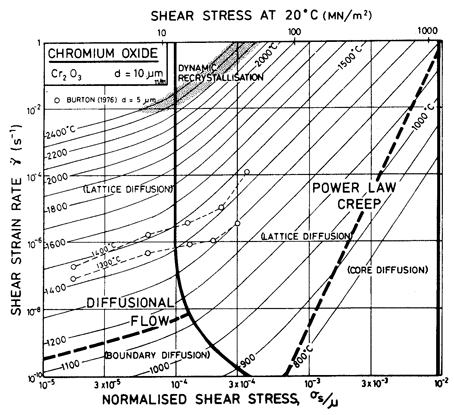 SHEAR STRESS AT 20°C (MN/m²)
10 100 1000
CHROMIUM OXIDE
Cr₂O₃ d = 10 μm
○ BURTON (1976) d = 5 μm
DYNAMIC
RECRYSTALLISATION
2000°C
1500°C
1000°C
2400°C
2200
2000
1800
1600
1400
1200
1100
1000
900
800°C
(LATTICE DIFFUSION)
1400°C
1300°C
POWER LAW
CREEP
(LATTICE DIFFUSION)
(CORE DIFFUSION)
DIFFUSIONAL
FLOW
(BOUNDARY DIFFUSION)
SHEAR STRAIN RATE γ̇ (s⁻¹)
1
10⁻²
10⁻⁴
10⁻⁶
10⁻⁸
10⁻¹⁰
10⁻⁵ 3 x 10⁻⁵ 10⁻⁴ 3 x 10⁻⁴ 10⁻³ 3 x 10⁻³ 10⁻²
NORMALISED SHEAR STRESS, σs/μ